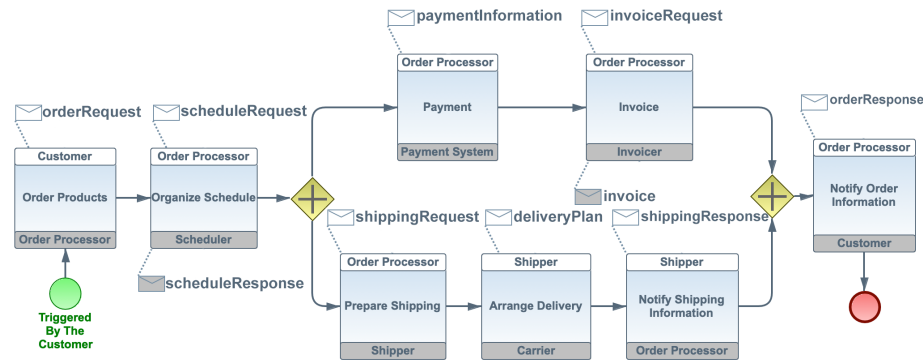 paymentInformation
invoiceRequest
Order Processor
Payment
Payment System
Order Processor
Invoice
Invoicer
invoice
orderRequest
Customer
Order Products
Order Processor
scheduleRequest
Order Processor
Organize Schedule
Scheduler
scheduleResponse
shippingRequest
Order Processor
Prepare Shipping
Shipper
deliveryPlan
Shipper
Arrange Delivery
Carrier
shippingResponse
Shipper
Notify Shipping
Information
Order Processor
orderResponse
Order Processor
Notify Order
Information
Customer
Triggered
By The
Customer